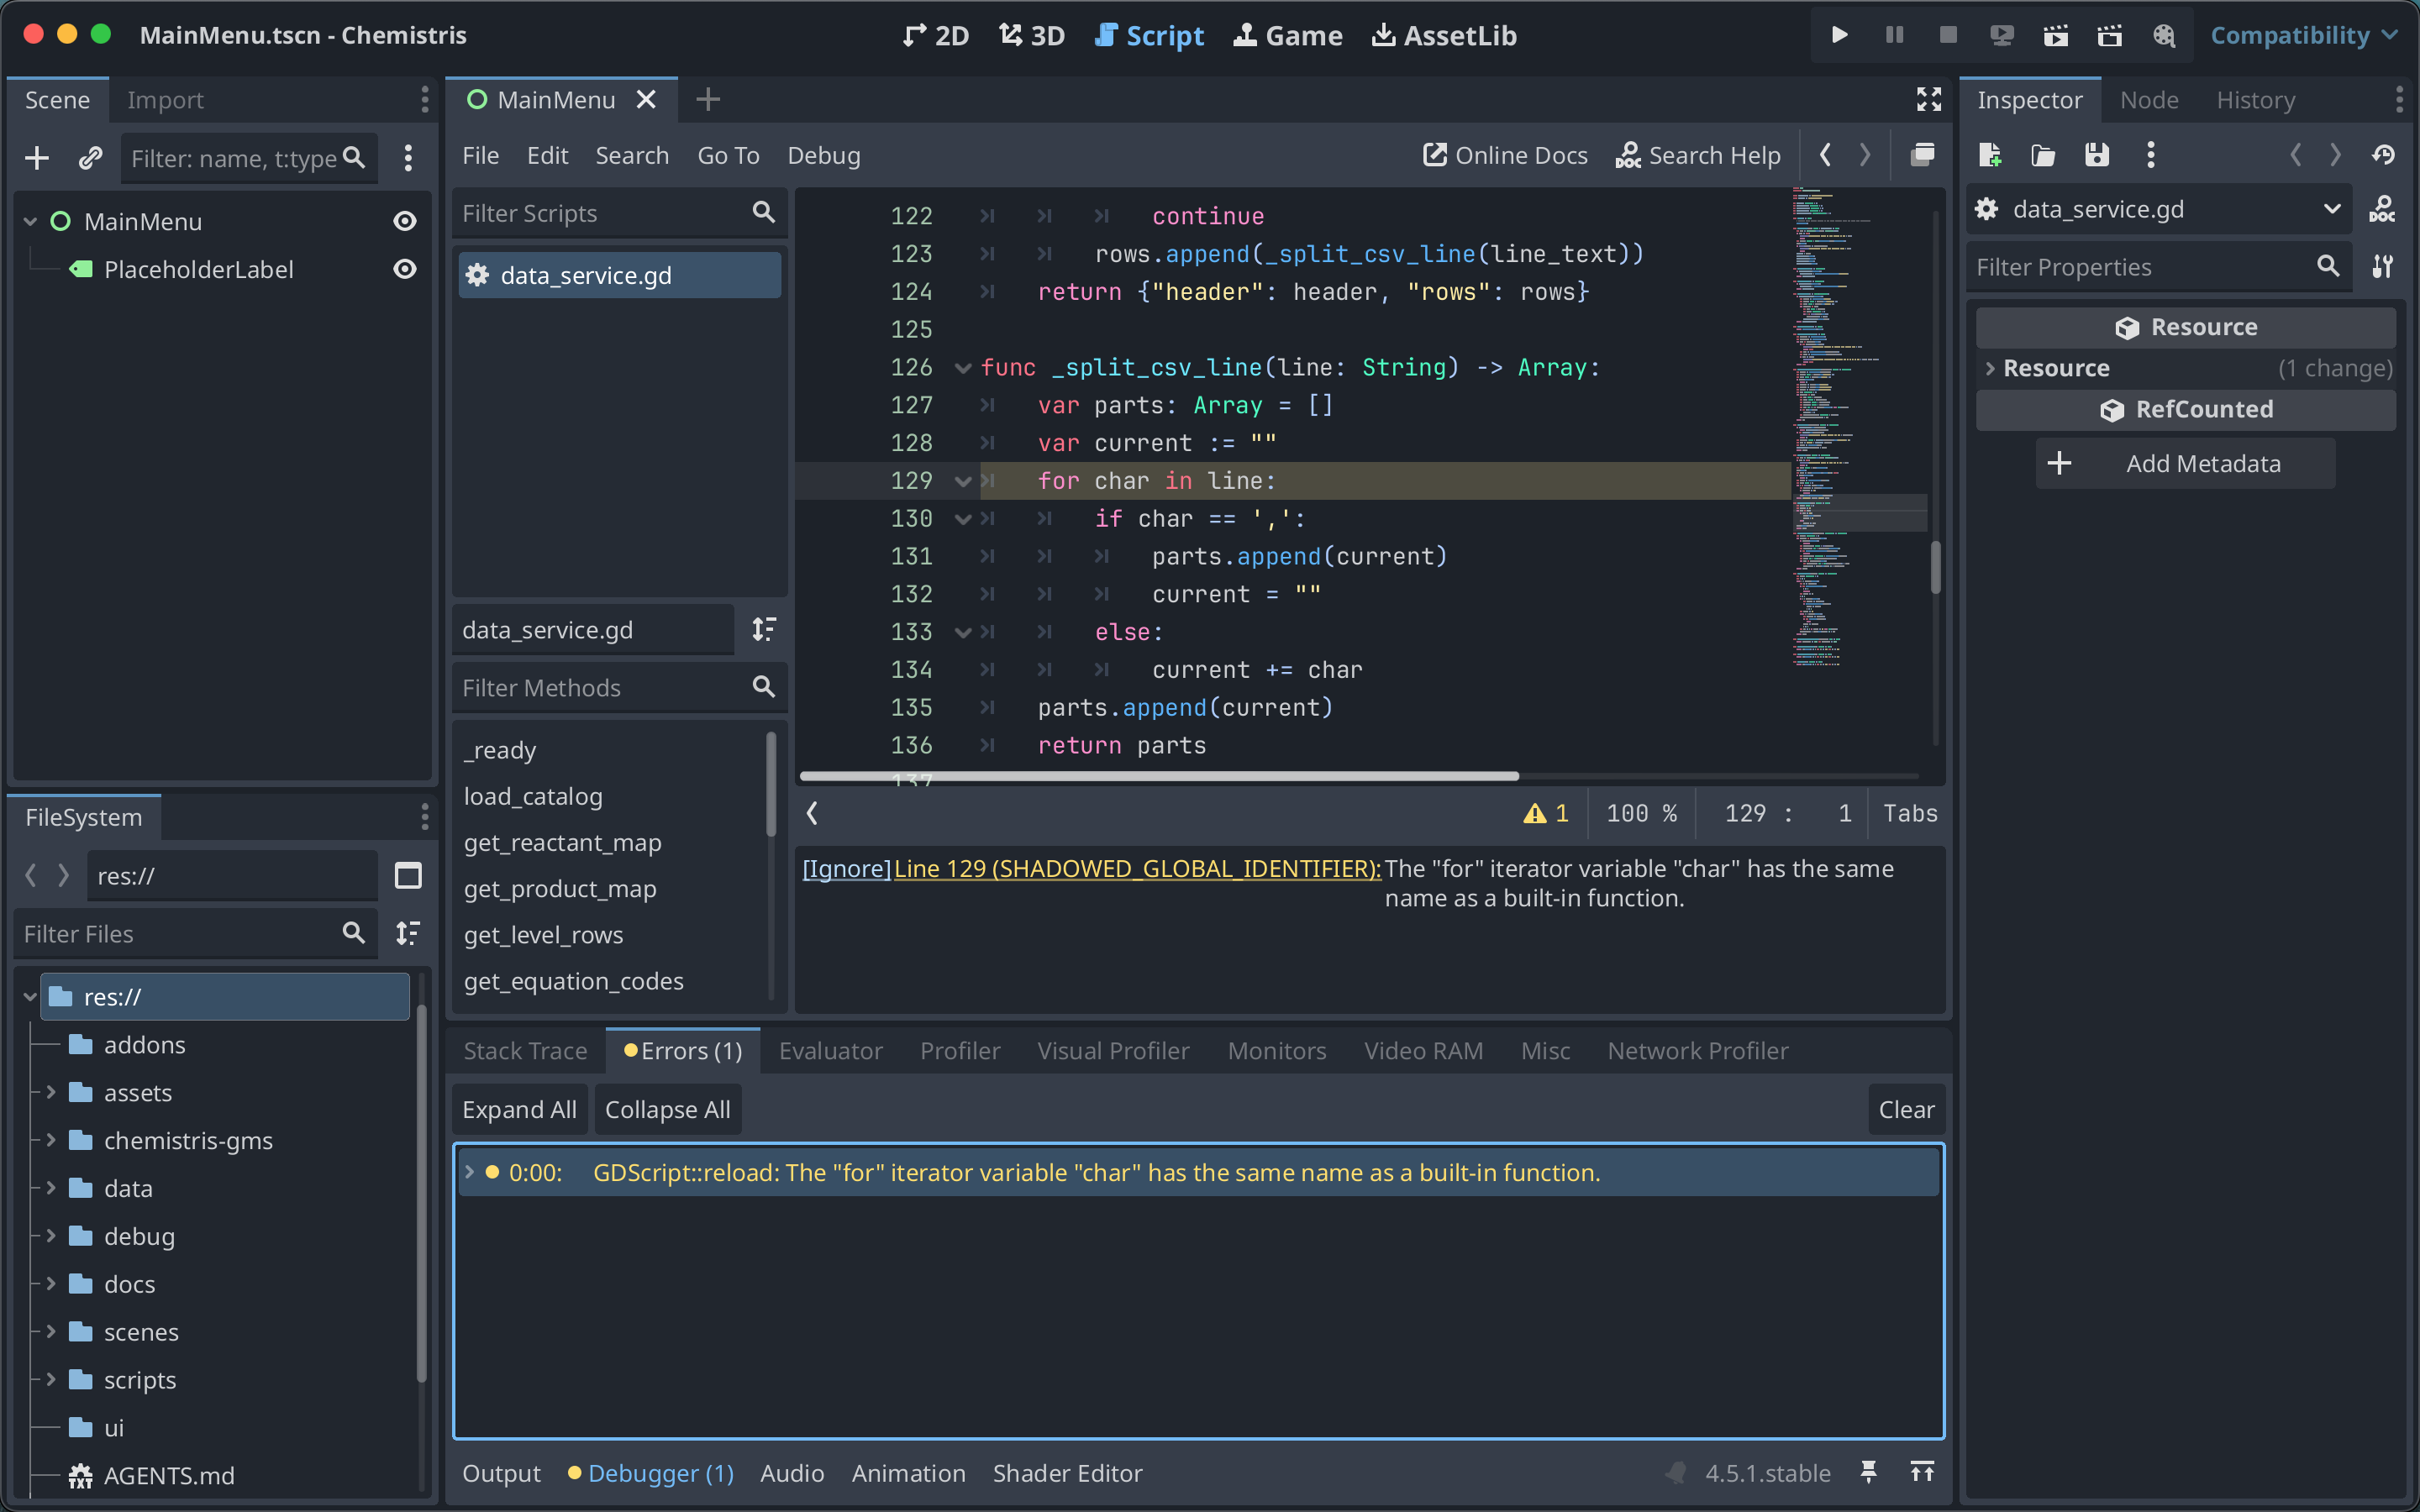 MainMenu.tscn - Chemistris
2D 3D Script Game AssetLib
Compatibility
Scene Import
Filter: name, t:type
MainMenu
PlaceholderLabel
FileSystem
res://
Filter Files
res://
addons
assets
chemistris-gms
data
debug
docs
scenes
scripts
ui
AGENTS.md
MainMenu
File Edit Search Go To Debug
Online Docs Search Help
Filter Scripts
data_service.gd
data_service.gd
Filter Methods
_ready
load_catalog
get_reactant_map
get_product_map
get_level_rows
get_equation_codes
122 continue
123 rows.append(_split_csv_line(line_text))
124 return {"header": header, "rows": rows}
125
126 func _split_csv_line(line: String) -> Array:
127 var parts: Array = []
128 var current := ""
129 for char in line:
130 if char == ',':
131 parts.append(current)
132 current = ""
133 else:
134 current += char
135 parts.append(current)
136 return parts
137
1 100 % 129 : 1 Tabs
[Ignore] Line 129 (SHADOWED_GLOBAL_IDENTIFIER): The "for" iterator variable "char" has the same
name as a built-in function.
Stack Trace Errors (1) Evaluator Profiler Visual Profiler Monitors Video RAM Misc Network Profiler
Expand All Collapse All Clear
0:00: GDScript::reload: The "for" iterator variable "char" has the same name as a built-in function.
Output Debugger (1) Audio Animation Shader Editor 4.5.1.stable
Inspector Node History
data_service.gd
DOC
Filter Properties
Resource
Resource (1 change)
RefCounted
Add Metadata